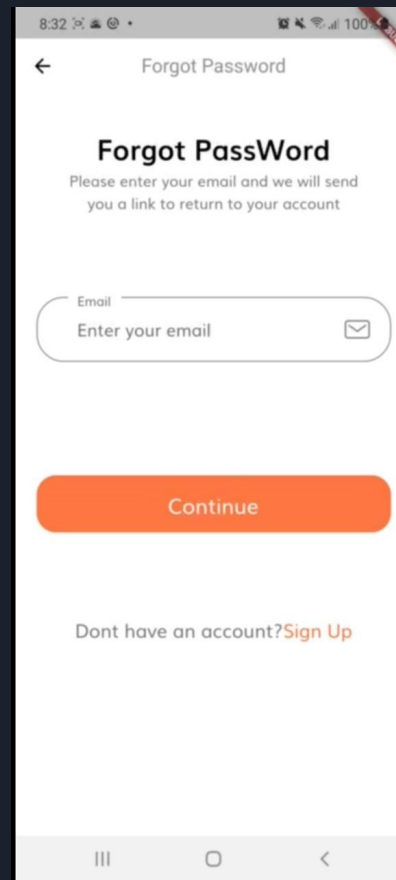 8:32
100%
Forgot Password
Forgot PassWord
Please enter your email and we will send
you a link to return to your account
Email
Enter your email
Continue
Dont have an account?Sign Up